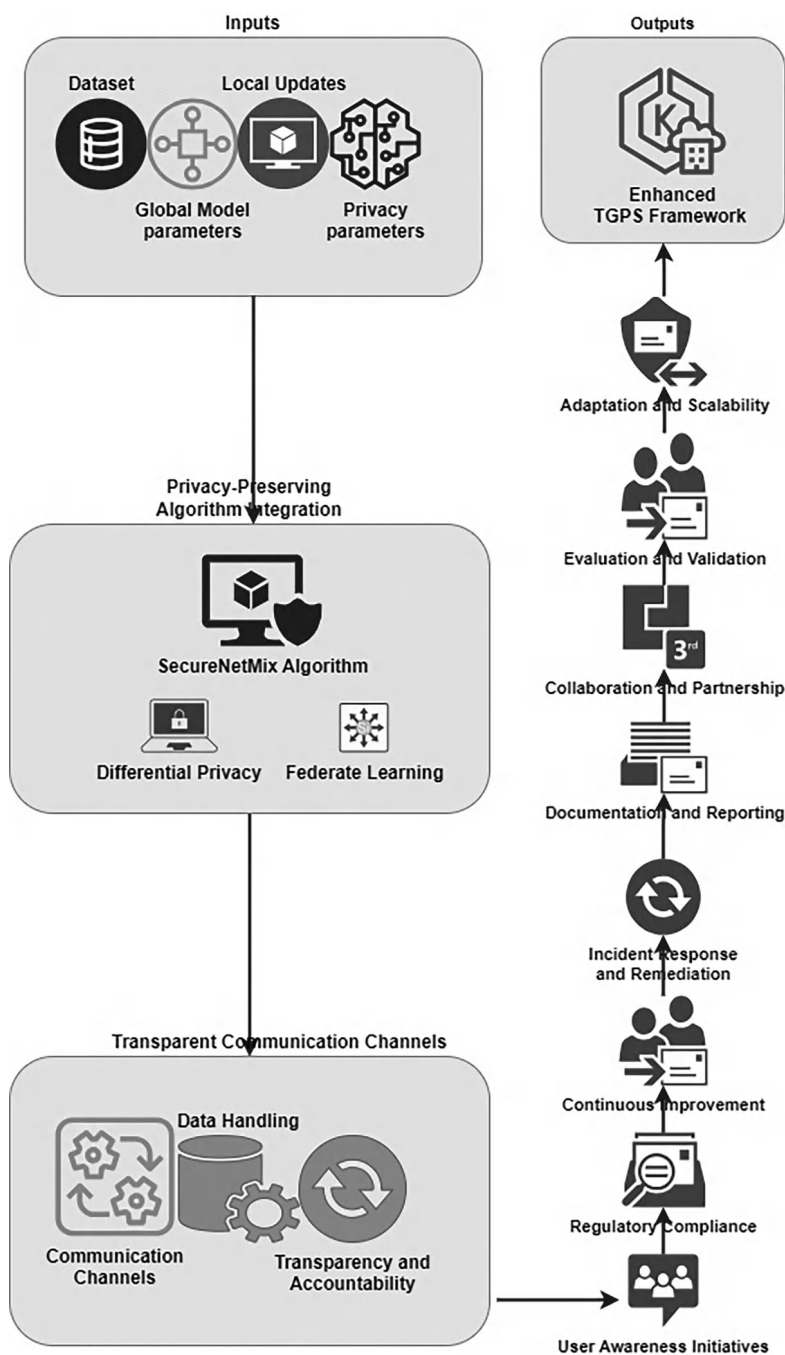 Inputs
Dataset
Local Updates
Global Model
parameters
Privacy
parameters
Privacy-Preserving
Algorithm Integration
SecureNetMix Algorithm
Differential Privacy
Federate Learning
Transparent Communication Channels
Data Handling
Communication
Channels
Transparency and
Accountability
Outputs
K
Enhanced
TGPS Framework
Adaptation and Scalability
Evaluation and Validation
3rd
Collaboration and Partnership
Documentation and Reporting
Incident Response
and Remediation
Continuous Improvement
Regulatory Compliance
User Awareness Initiatives